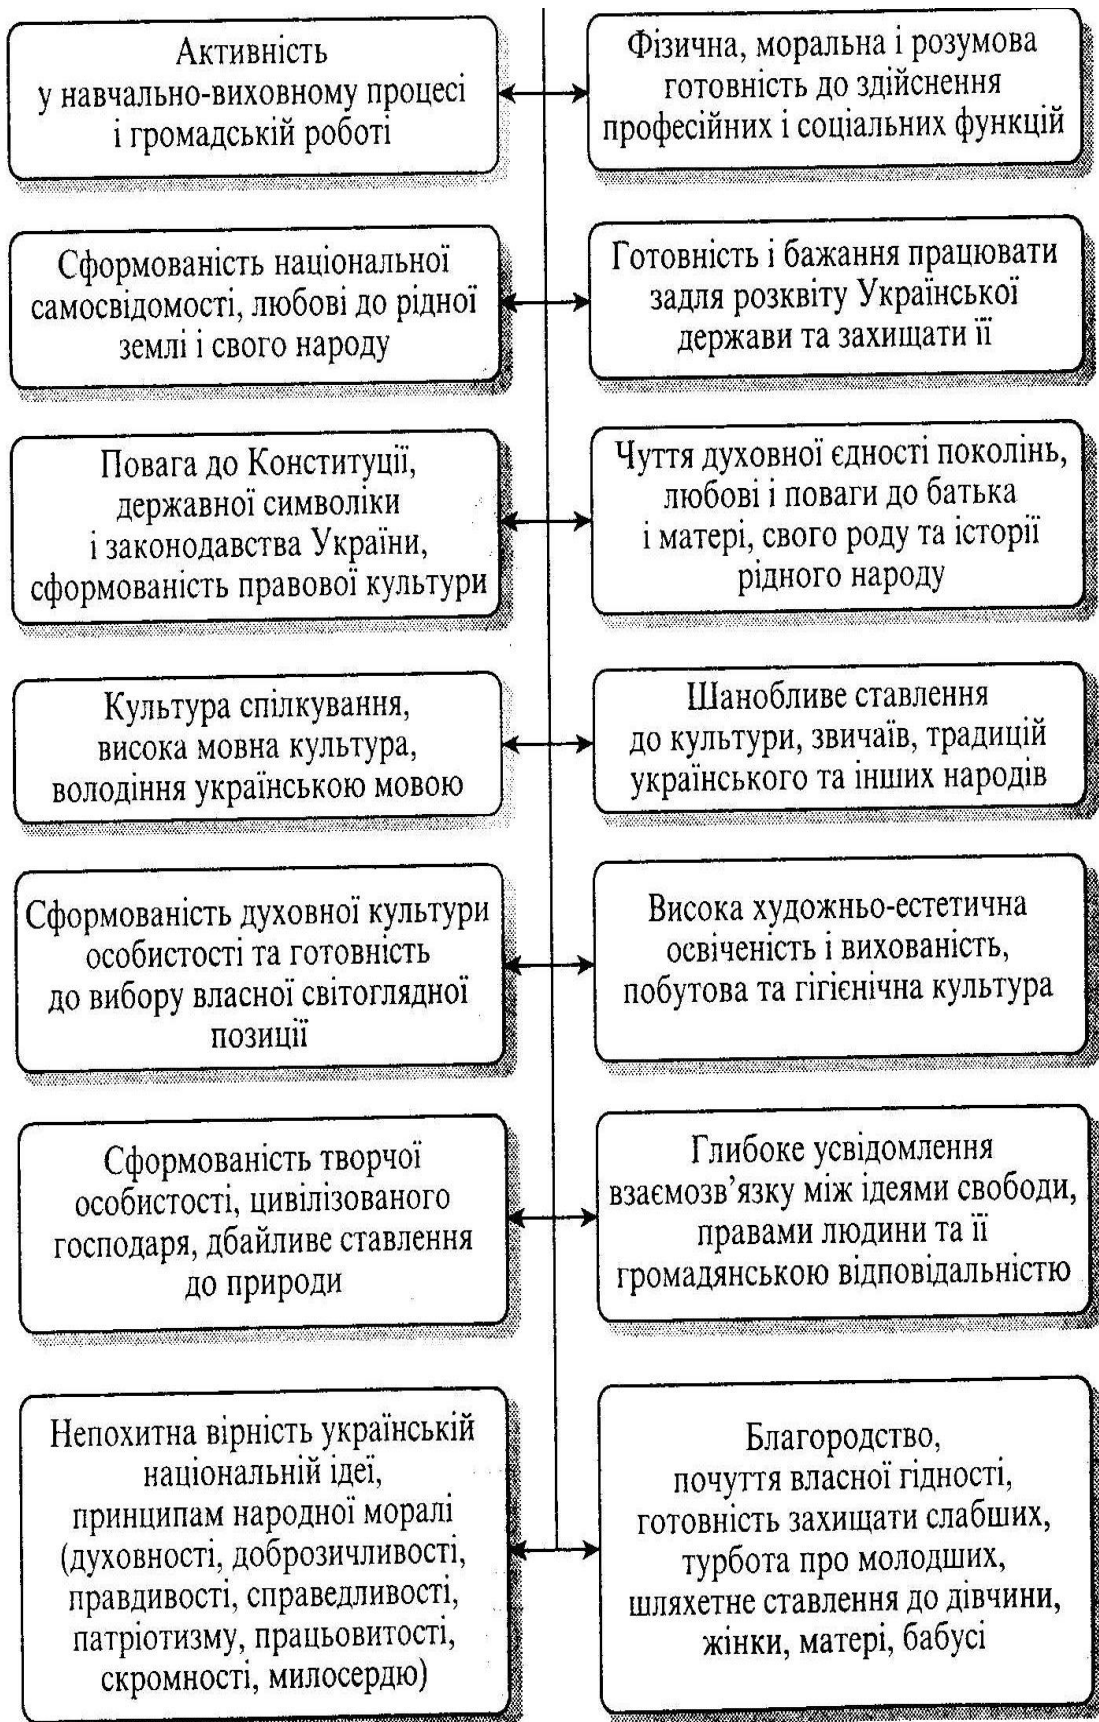 Активність
у навчально-виховному процесі
і громадській роботі
Фізична, моральна і розумова
готовність до здійснення
професійних і соціальних функцій
Сформованість національної
самосвідомості, любові до рідної
землі і свого народу
Готовність і бажання працювати
задля розквіту Української
держави та захищати її
Повага до Конституції,
державної символіки
і законодавства України,
сформованість правової культури
Чуття духовної єдності поколінь,
любові і поваги до батька
і матері, свого роду та історії
рідного народу
Культура спілкування,
висока мовна культура,
володіння українською мовою
Шанобливе ставлення
до культури, звичаїв, традицій
українського та інших народів
Сформованість духовної культури
особистості та готовність
до вибору власної світоглядної
позиції
Висока художньо-естетична
освіченість і вихованість,
побутова та гігієнічна культура
Сформованість творчої
особистості, цивілізованого
господаря, дбайливе ставлення
до природи
Глибоке усвідомлення
взаємозв’язку між ідеями свободи,
правами людини та її
громадянською відповідальністю
Непохитна вірність українській
національній ідеї,
принципам народної моралі
(духовності, доброзичливості,
правдивості, справедливості,
патріотизму, працьовитості,
скромності, милосердю)
Благородство,
почуття власної гідності,
готовність захищати слабших,
турбота про молодших,
шляхетне ставлення до дівчини,
жінки, матері, бабусі